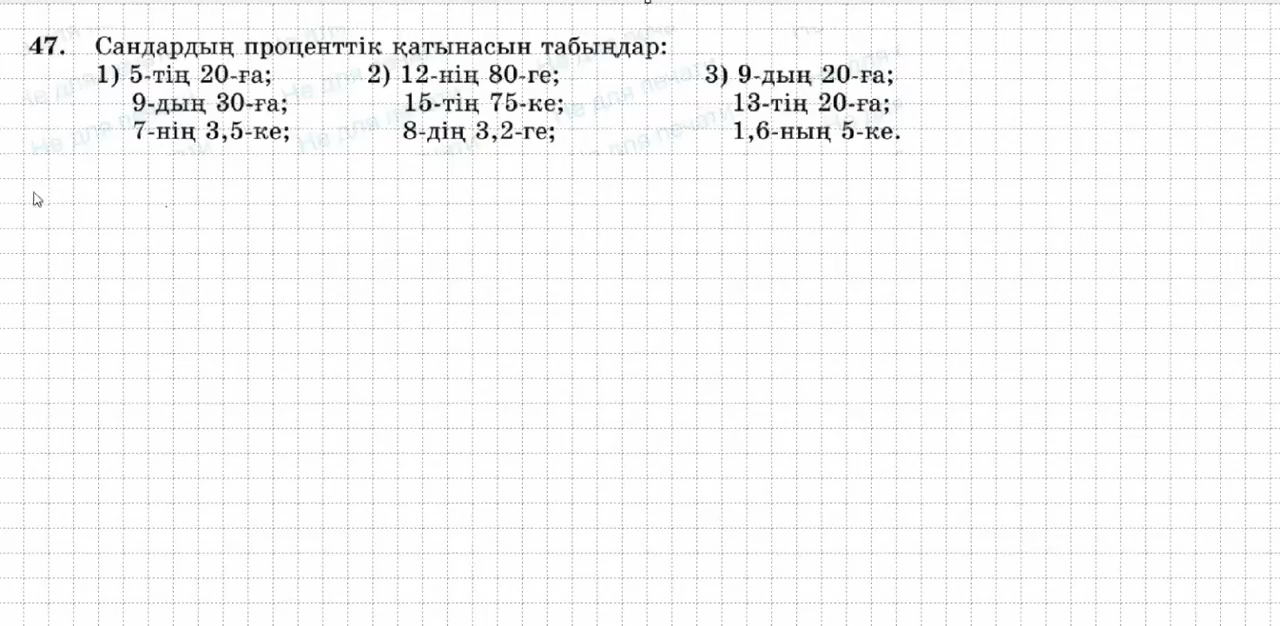 47. Сандардың проценттік қатынасын табыңдар:
1) 5-тің 20-ға; 2) 12-нің 80-ге; 3) 9-дың 20-ға;
9-дың 30-ға; 15-тің 75-ке; 13-тің 20-ға;
7-нің 3,5-ке; 8-дің 3,2-ге; 1,6-ның 5-ке.